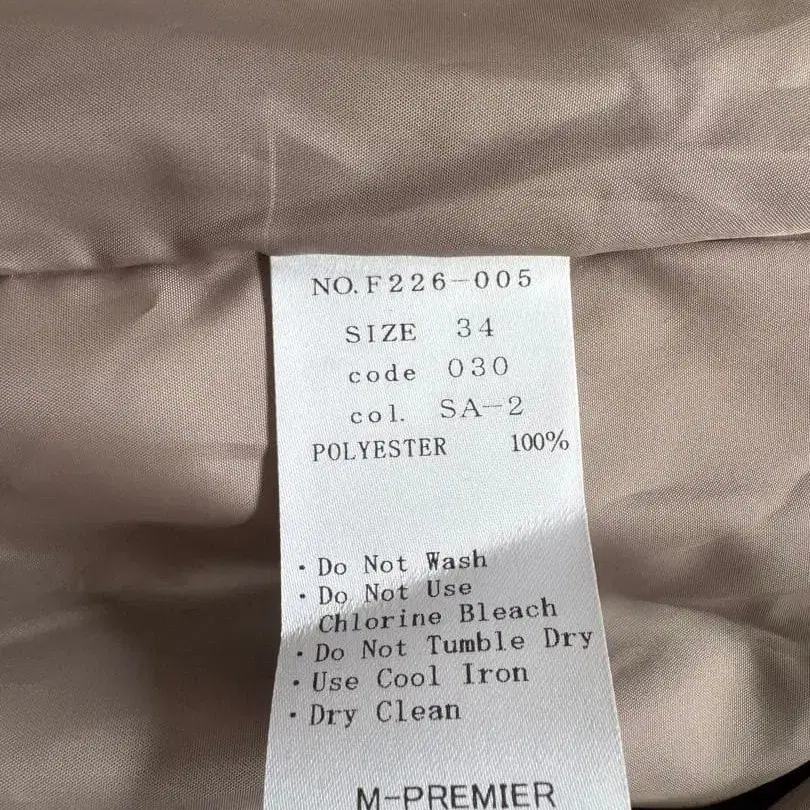 NO. F226-005
SIZE 34
code 030
col. SA-2
POLYESTER 100%
・Do Not Wash
・Do Not Use
Chlorine Bleach
・Do Not Tumble Dry
・Use Cool Iron
・Dry Clean
M-PREMIER